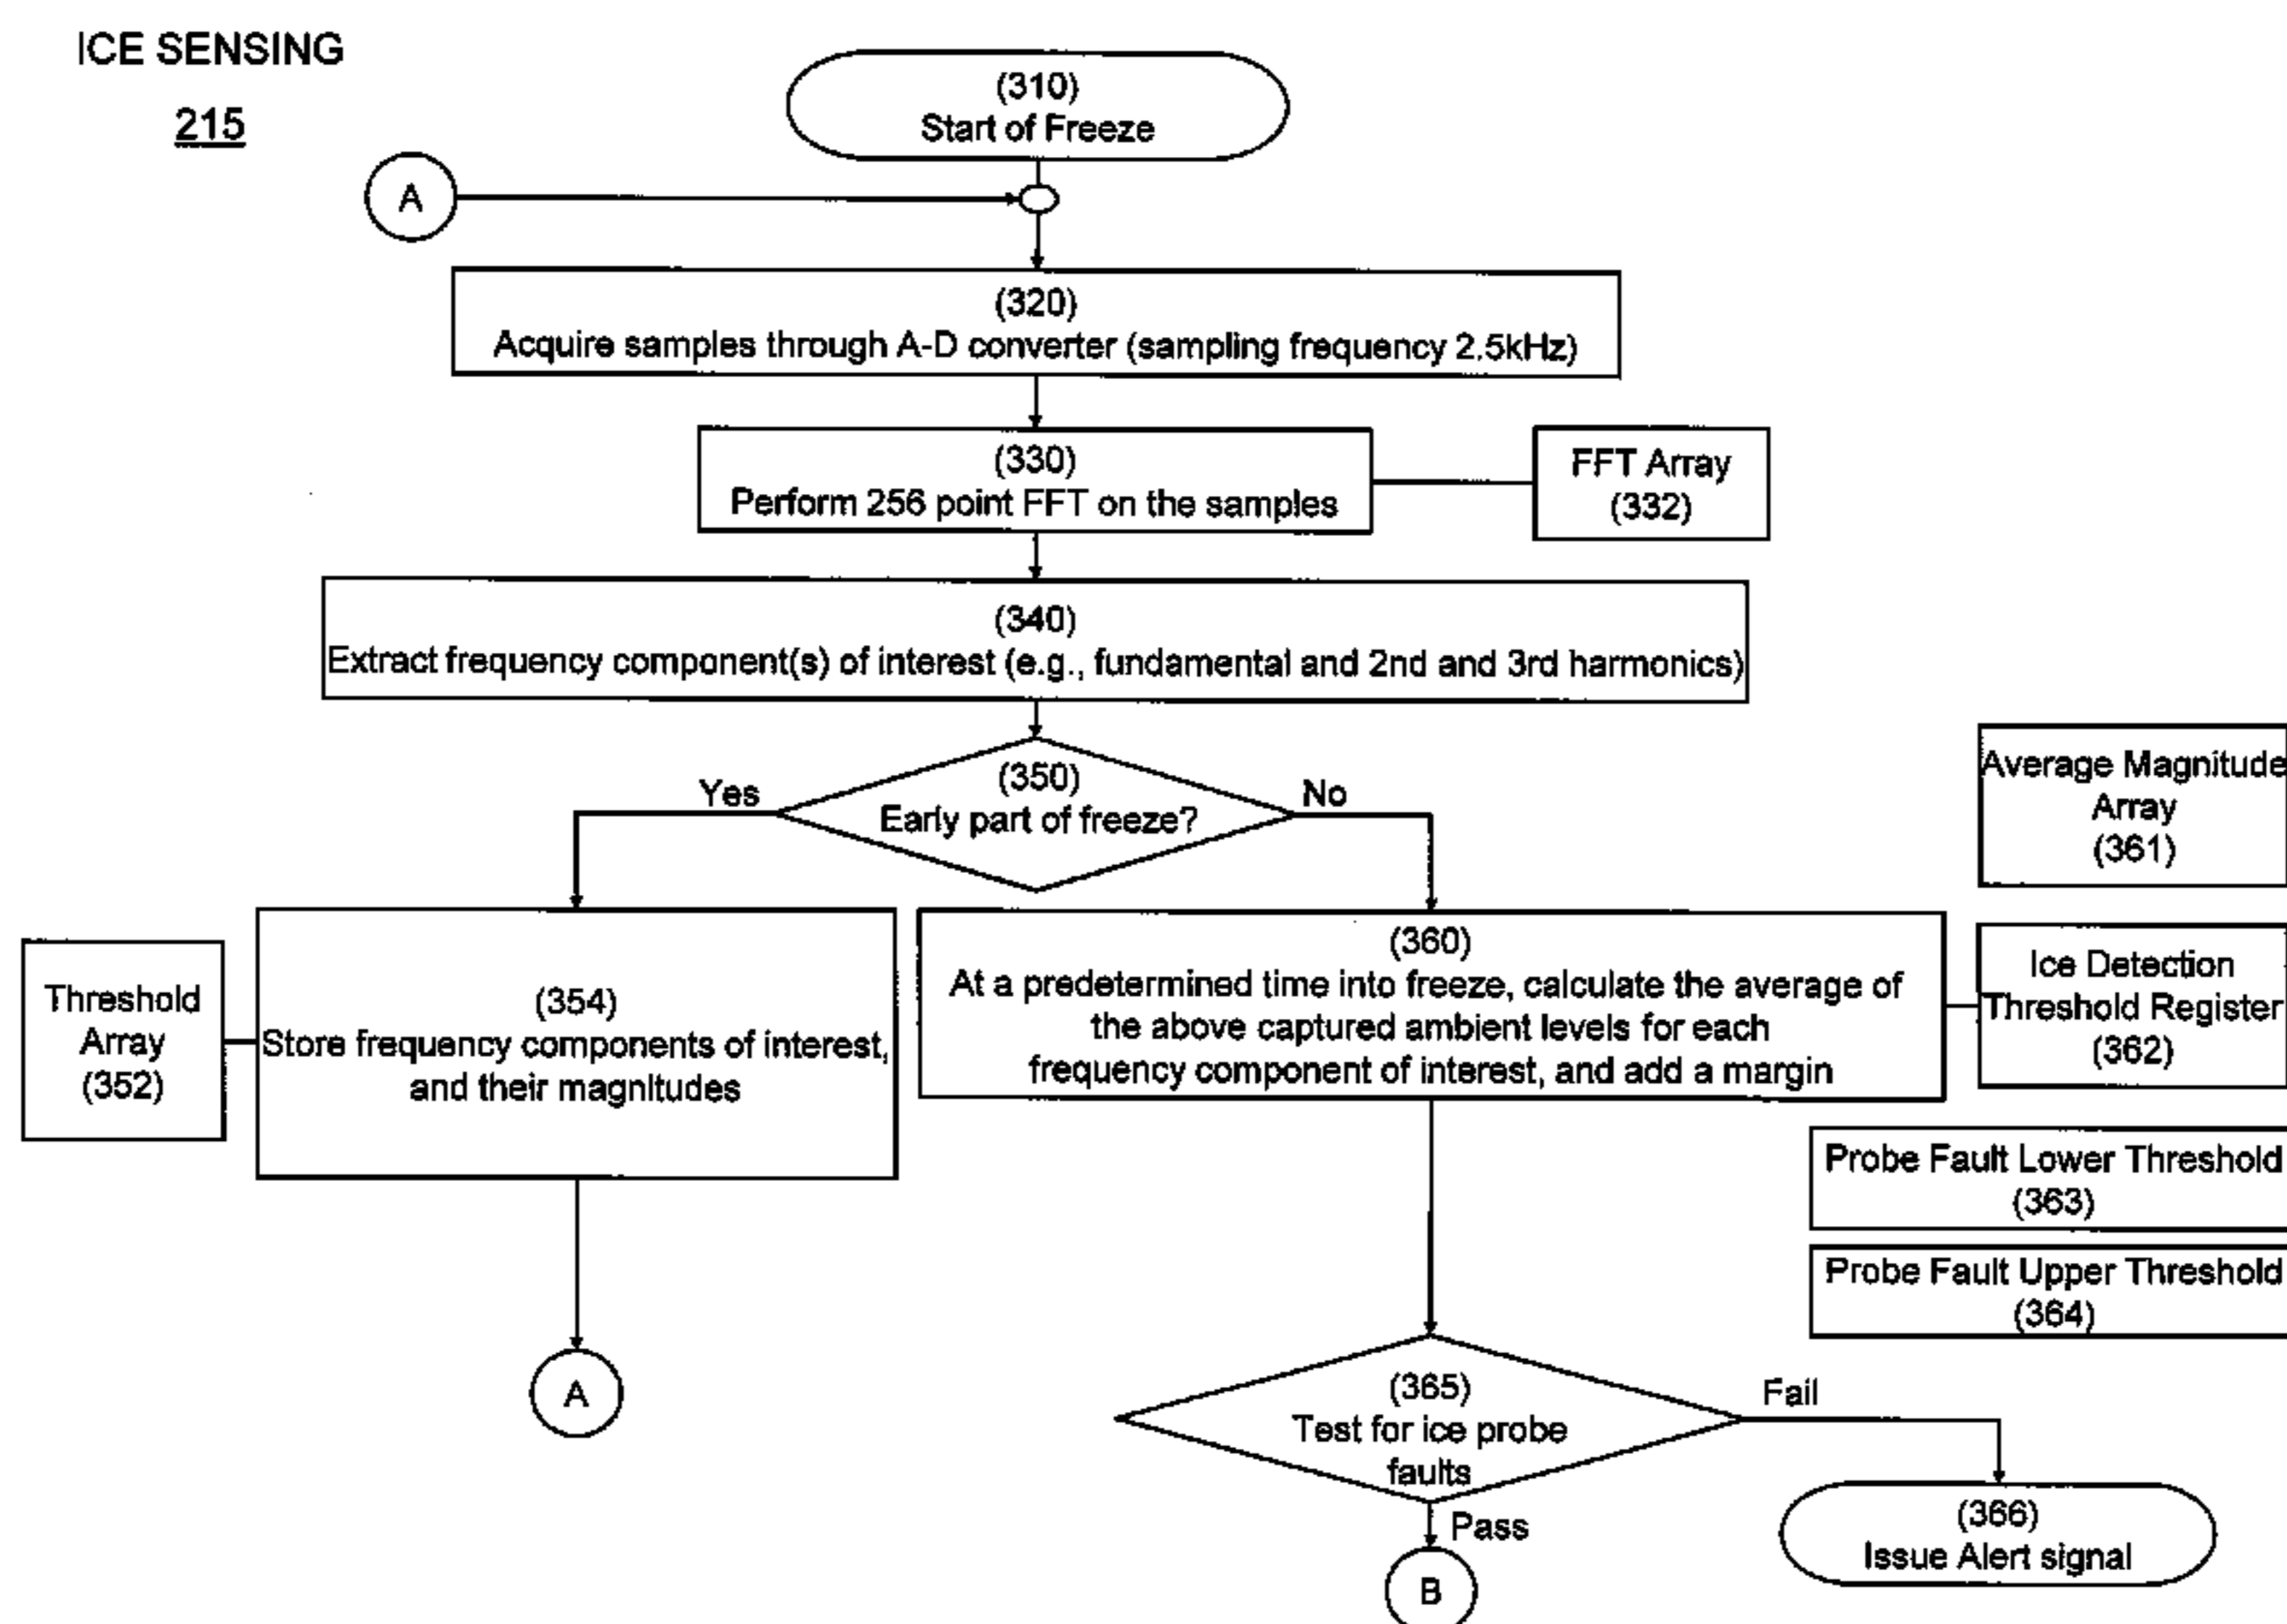 ICE SENSING
215
(310)
Start of Freeze
A
(320)
Acquire samples through A-D converter (sampling frequency 2.5kHz)
(330)
Perform 256 point FFT on the samples
FFT Array
(332)
(340)
Extract frequency component(s) of interest (e.g., fundamental and 2nd and 3rd harmonics)
(350)
Early part of freeze?
Yes
No
Average Magnitude
Array
(361)
Threshold
Array
(352)
(354)
Store frequency components of interest,
and their magnitudes
(360)
At a predetermined time into freeze, calculate the average of
the above captured ambient levels for each
frequency component of interest, and add a margin
Ice Detection
Threshold Register
(362)
Probe Fault Lower Threshold
(363)
Probe Fault Upper Threshold
(364)
A
(365)
Test for ice probe
faults
Fail
Pass
(366)
Issue Alert signal
B